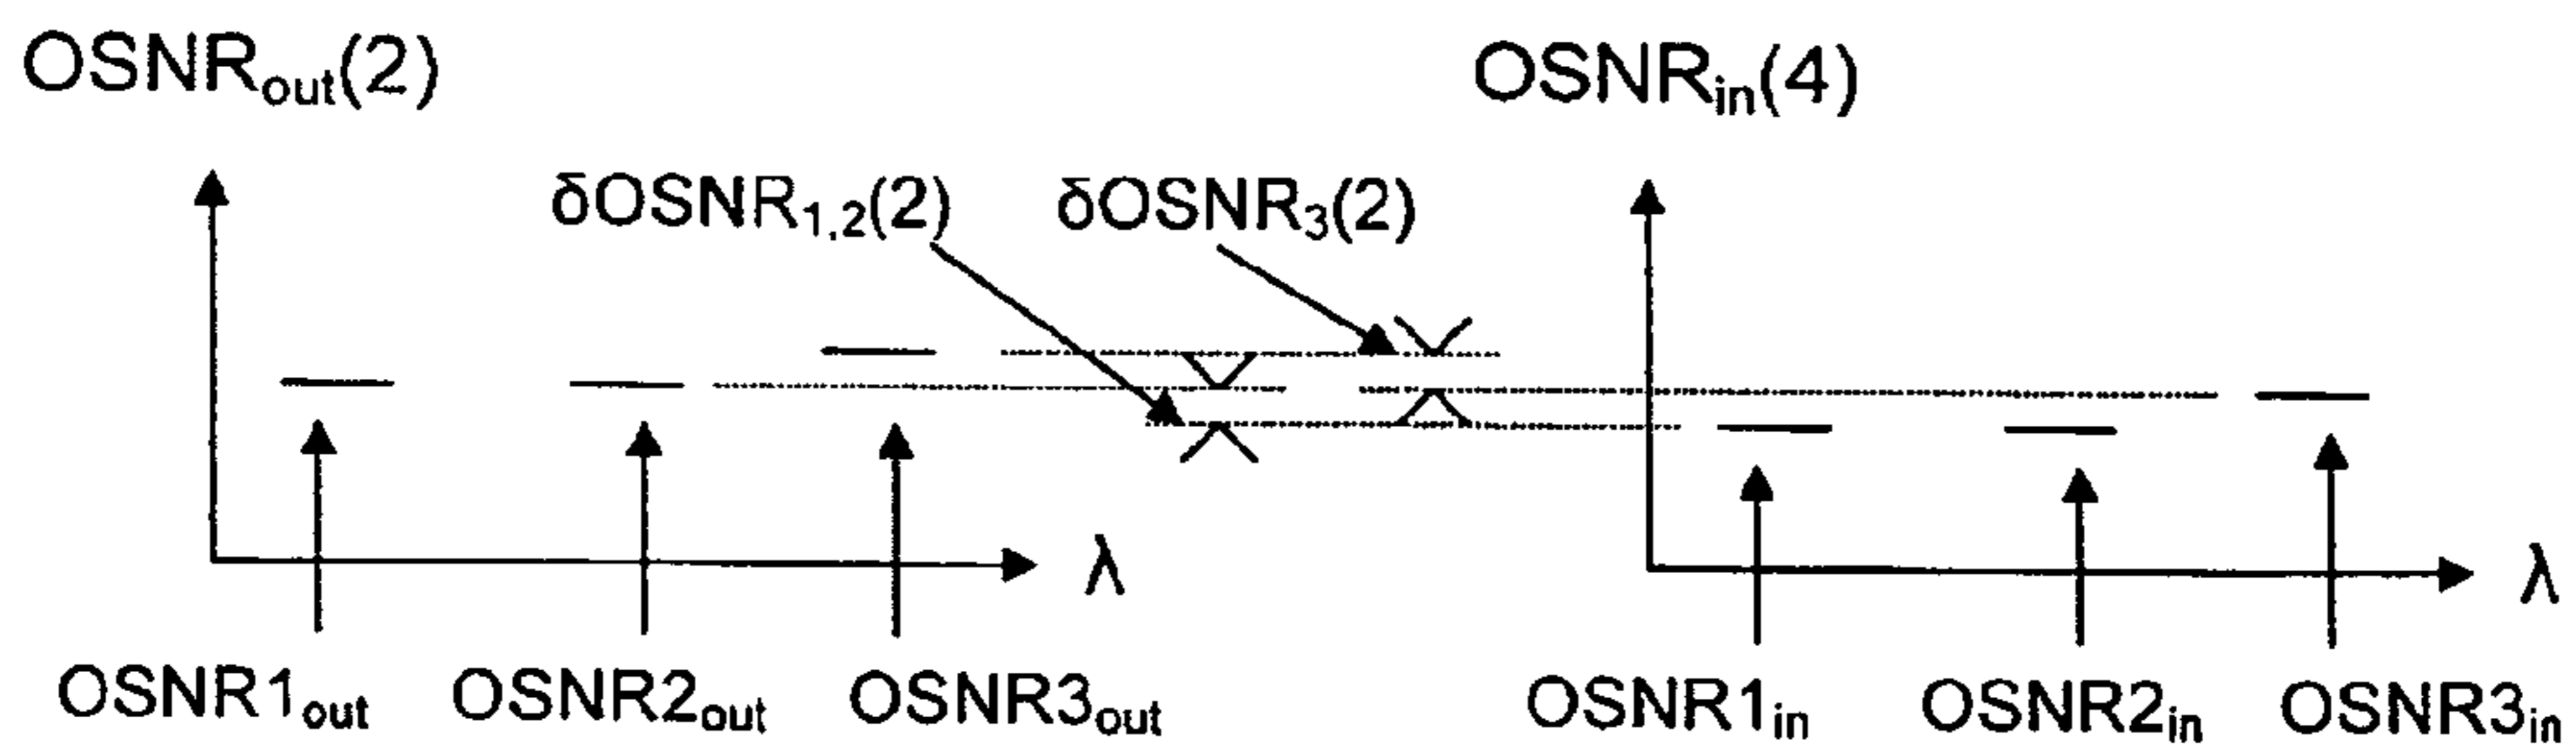 OSNRout(2)
OSNRin(4)
δOSNR1,2(2)
δOSNR3(2)
λ
λ
OSNR1out
OSNR2out
OSNR3out
OSNR1in
OSNR2in
OSNR3in